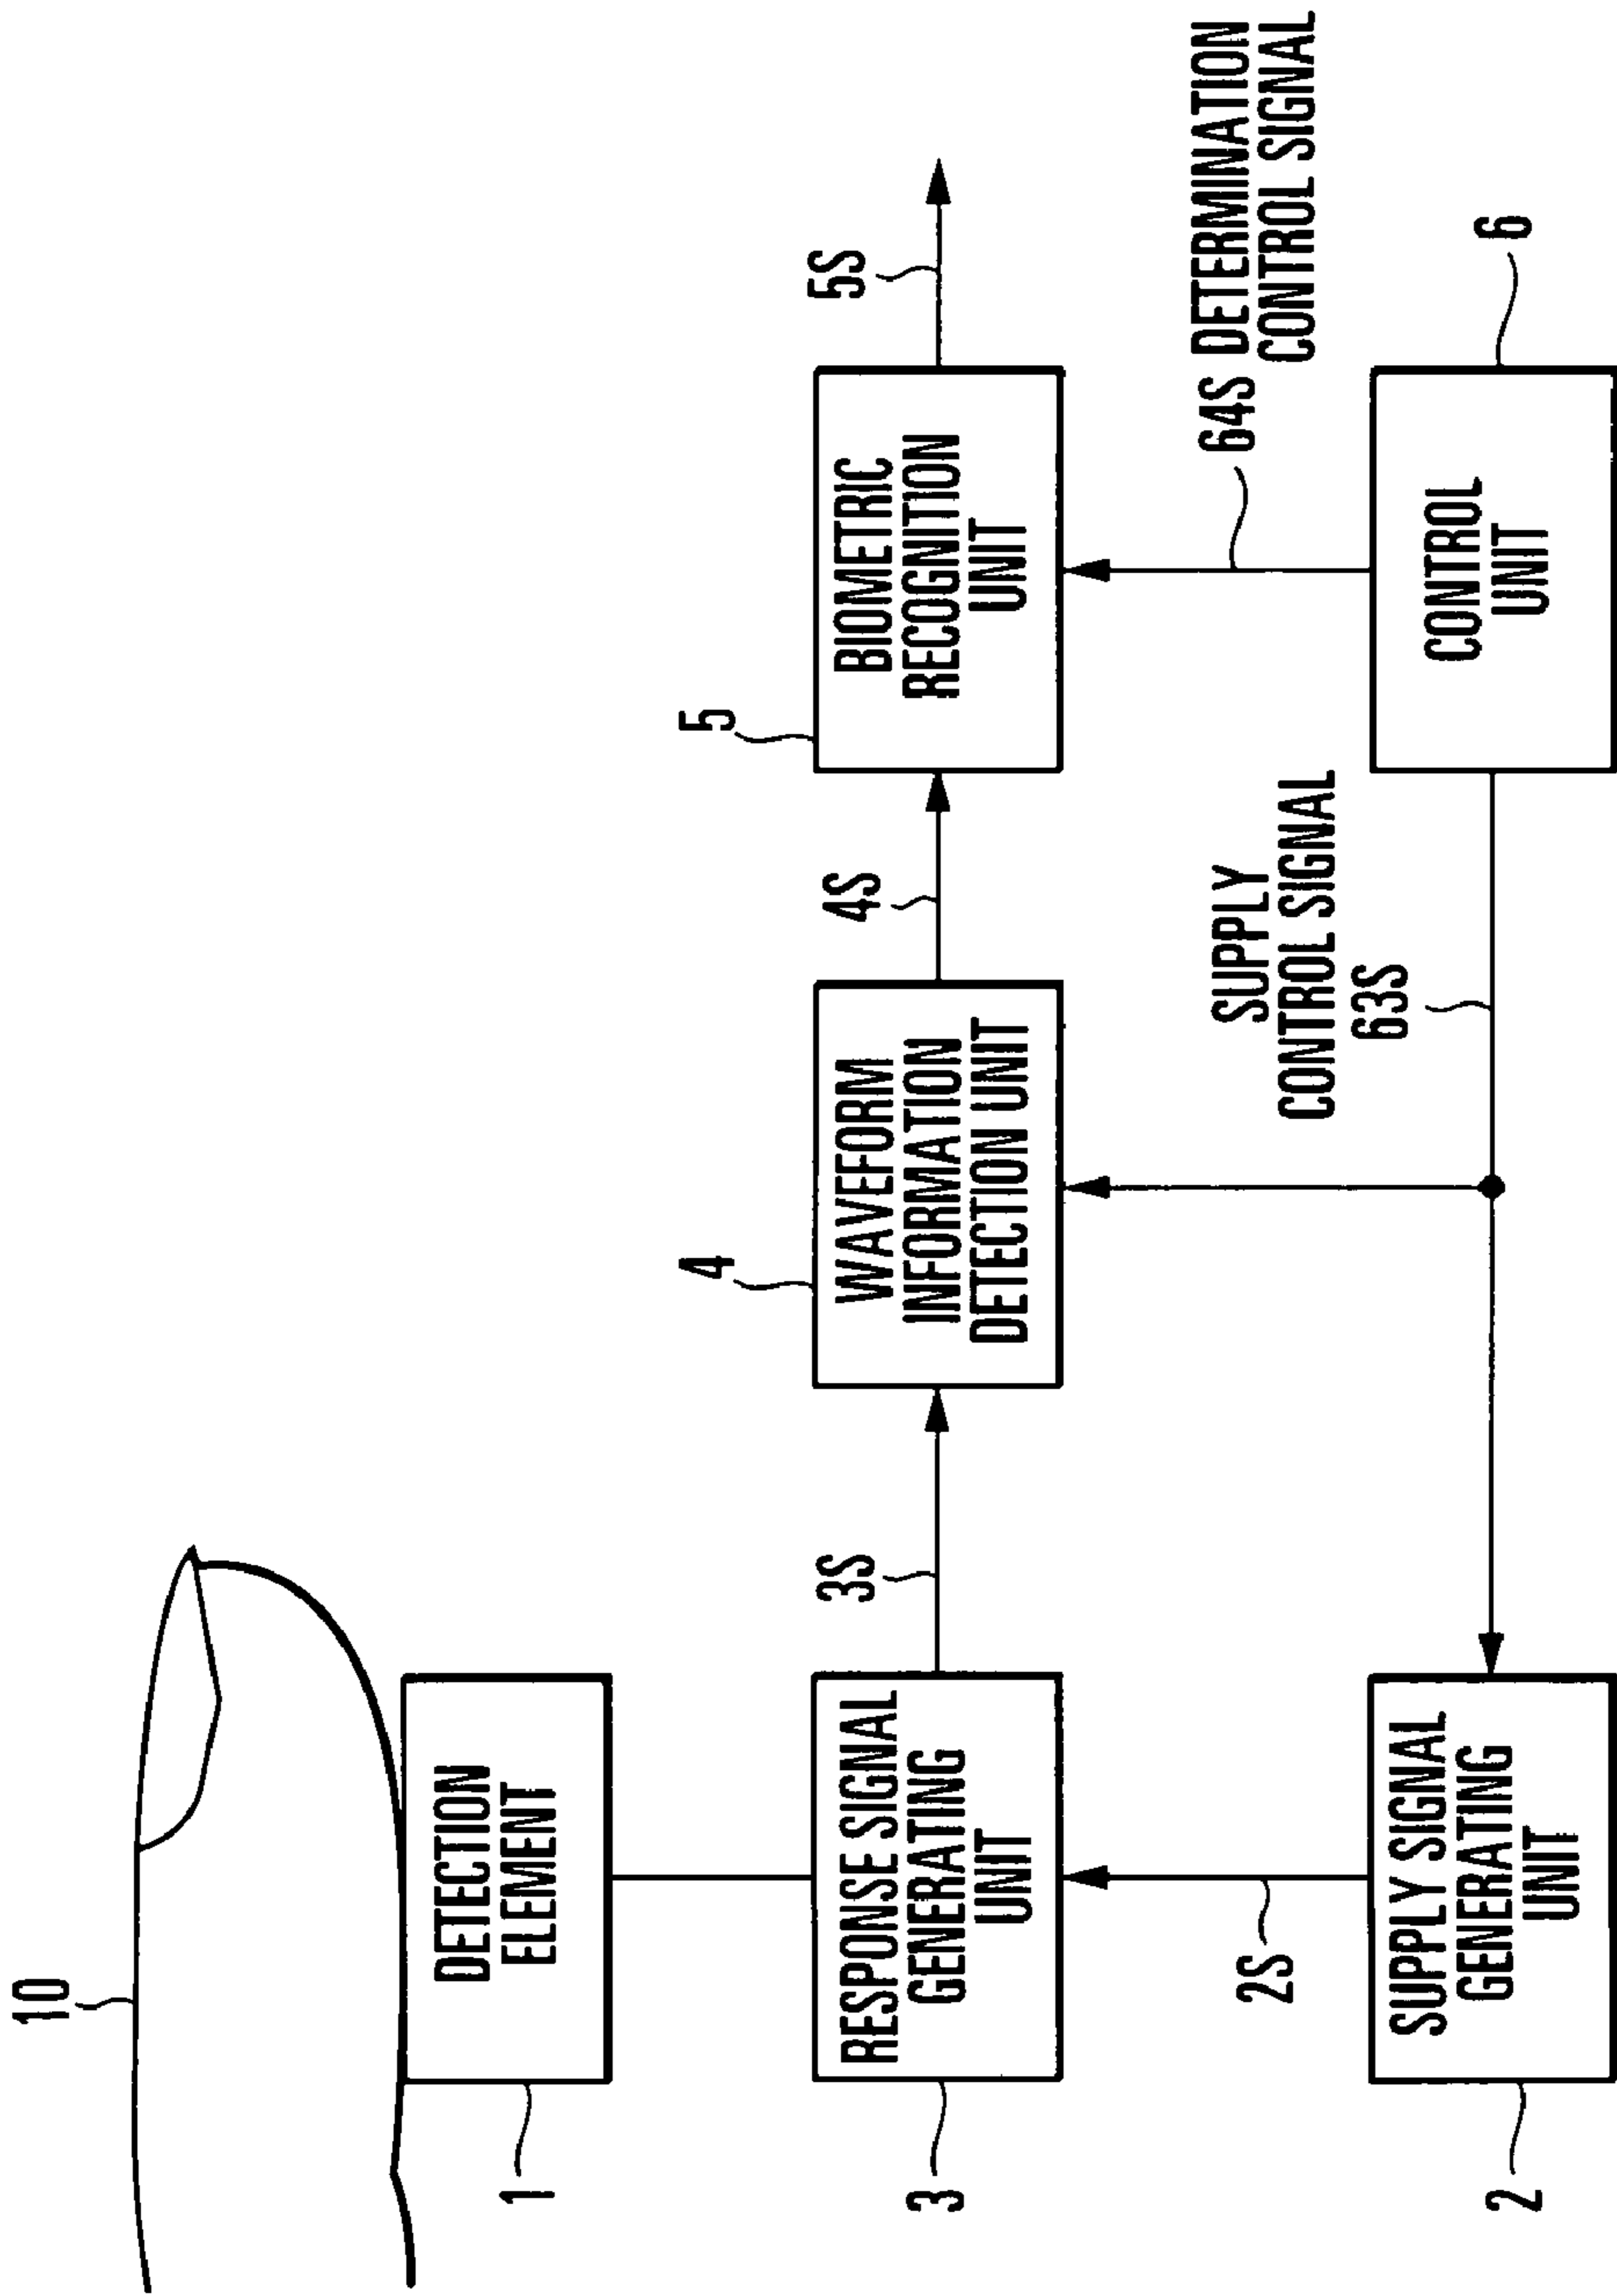 10
DETECTION
ELEMENT
1
RESPONSE SIGNAL
GENERATING
UNIT
3
3S
4
WAVEFORM
INFORMATION
DETECTION UNIT
4S
5
BIOMETRIC
RECOGNITION
UNIT
5S
2S
SUPPLY
CONTROL SIGNAL
63S
64S DETERMINATION
CONTROL SIGNAL
SUPPLY SIGNAL
GENERATING
UNIT
2
CONTROL
UNIT
6